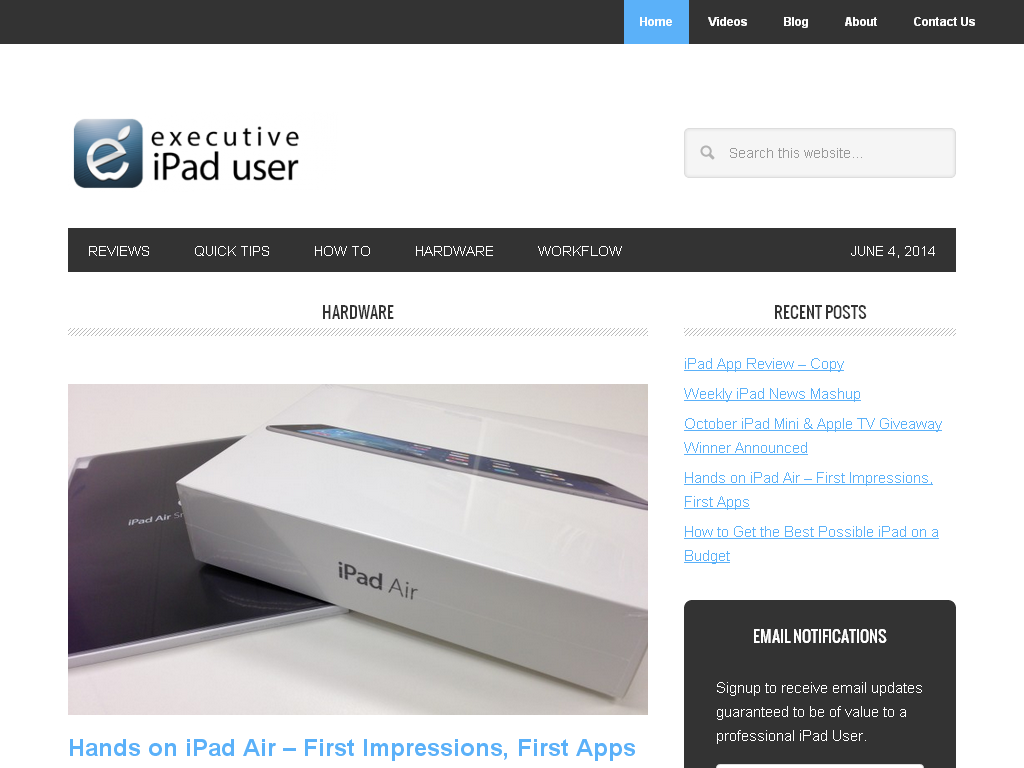 Home Videos Blog About Contact Us
executive
iPad user
Search this website...
REVIEWS QUICK TIPS HOW TO HARDWARE WORKFLOW JUNE 4, 2014
HARDWARE
iPad Air
iPad Air
Hands on iPad Air – First Impressions, First Apps
RECENT POSTS
iPad App Review – Copy
Weekly iPad News Mashup
October iPad Mini & Apple TV Giveaway
Winner Announced
Hands on iPad Air – First Impressions,
First Apps
How to Get the Best Possible iPad on a
Budget
EMAIL NOTIFICATIONS
Signup to receive email updates
guaranteed to be of value to a
professional iPad User.